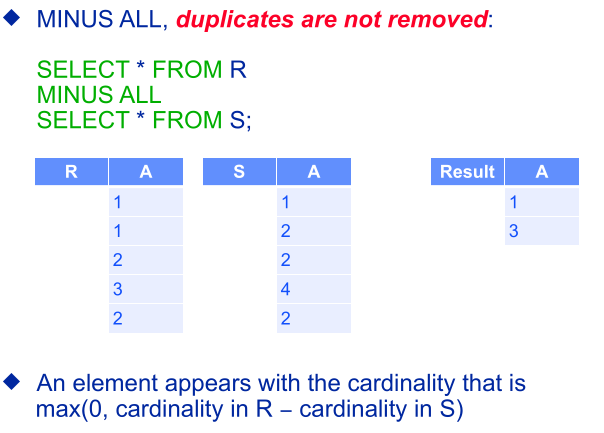 MINUS ALL, duplicates are not removed:
SELECT * FROM R
MINUS ALL
SELECT * FROM S;
R A S A Result A
1 1 1
1 2 3
2 2
3 4
2 2
An element appears with the cardinality that is
max(0, cardinality in R – cardinality in S)